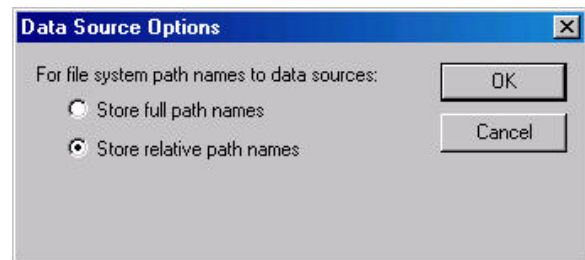 Data Source Options
For file system path names to data sources:
Store full path names
Store relative path names
OK
Cancel